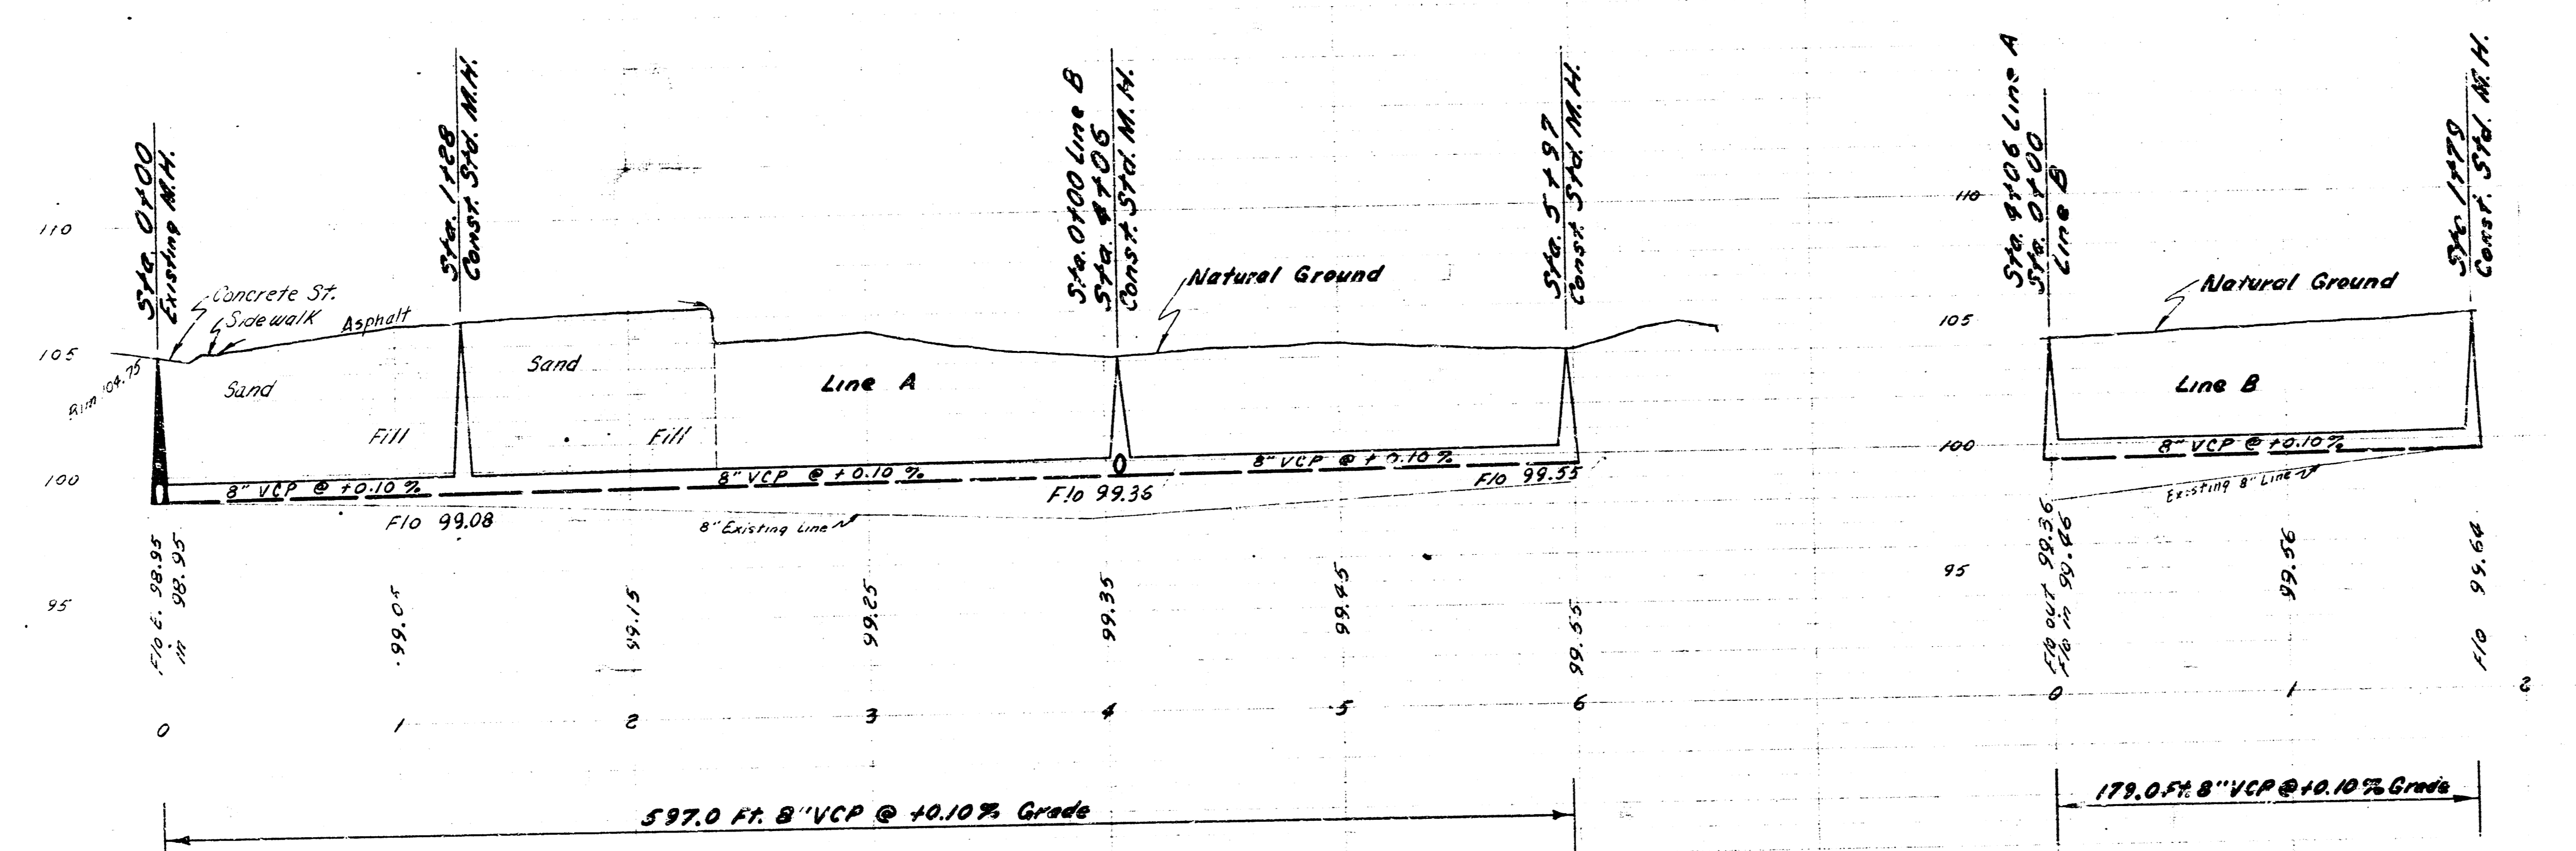 Sta. 0+00
Existing M.H.
Sta. 1+28
Const. Std. M.H.
Sta. 0+00 Line B
Sta. 4+06
Const. Std. M.H.
Sta. 5+97
Const. Std. M.H.
Sta. 4+06 Line A
Sta. 0+00
Line B
Sta 1+79
Const. Std. M.H.
110
110
Concrete St.
Sidewalk
Asphalt
Natural Ground
Natural Ground
105
105
Rim 104.75
Sand
Sand
Line A
Line B
Fill
Fill
100
100
8" VCP @ +0.10%
8" VCP @ +0.10%
8" VCP @ +0.10%
8" VCP @ +0.10%
Flo 99.08
Flo 99.36
Flo 99.55
8" Existing Line
Existing 8" Line
95
95
Flo E. 98.95
in 98.95
99.05
99.15
99.25
99.35
99.45
99.55
Flo out 99.36
Flo in 99.46
99.56
Flo 99.64
0
1
2
3
4
5
6
0
1
2
597.0 Ft. 8" VCP @ +0.10% Grade
179.0 Ft. 8" VCP @ +0.10% Grade